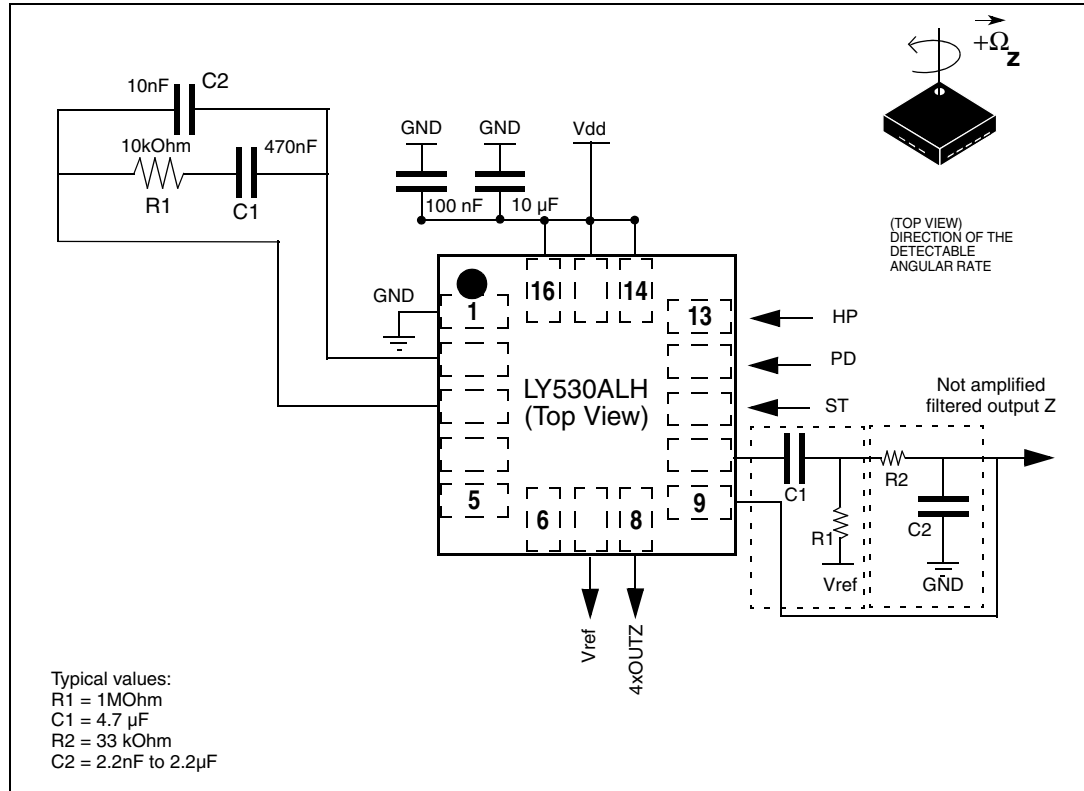 +Ω
Z
(TOP VIEW)
DIRECTION OF THE
DETECTABLE
ANGULAR RATE
10nF
C2
10kOhm
470nF
R1
C1
GND
GND
Vdd
100 nF
10 µF
GND
1
16
14
13
HP
PD
ST
LY530ALH
(Top View)
Not amplified
filtered output Z
5
6
8
9
C1
R2
R1
C2
Vref
GND
Vref
4xOUTZ
Typical values:
R1 = 1MOhm
C1 = 4.7 µF
R2 = 33 kOhm
C2 = 2.2nF to 2.2µF